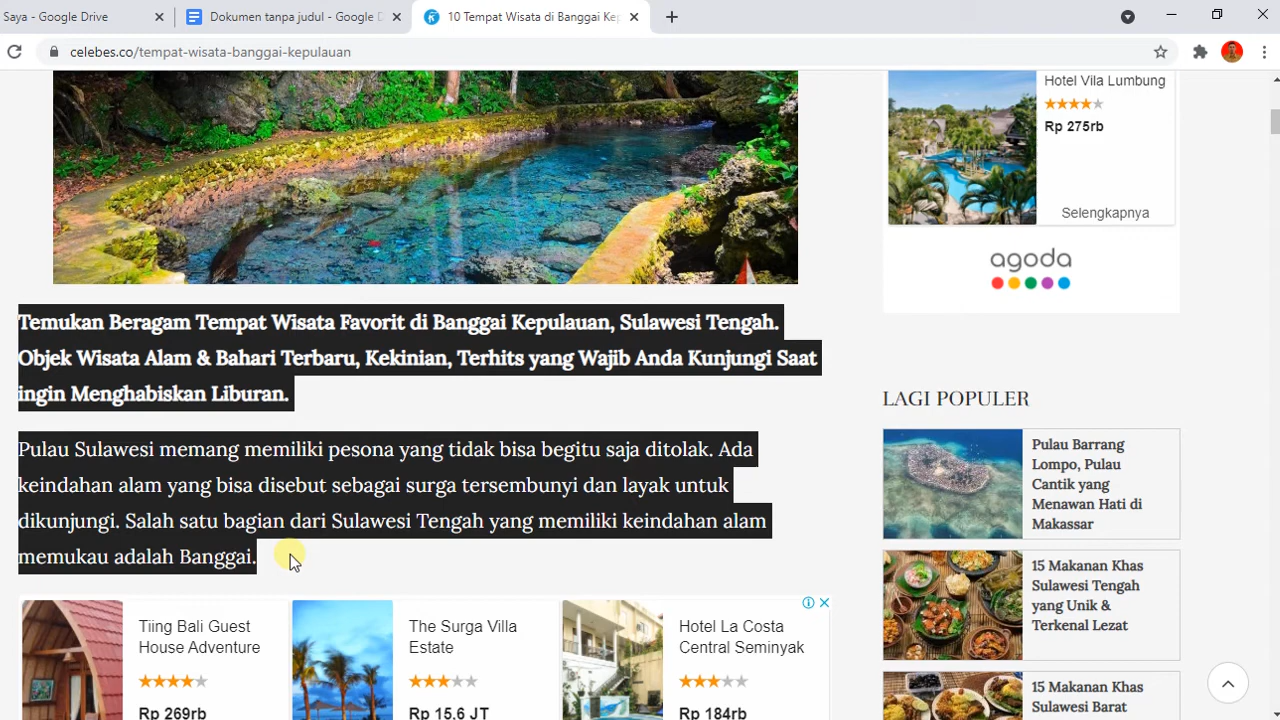 Saya - Google Drive
Dokumen tanpa judul - Google D
10 Tempat Wisata di Banggai Kep
celebes.co/tempat-wisata-banggai-kepulauan
Hotel Vila Lumbung
Rp 275rb
Selengkapnya
agoda
Temukan Beragam Tempat Wisata Favorit di Banggai Kepulauan, Sulawesi Tengah.
Objek Wisata Alam & Bahari Terbaru, Kekinian, Terhits yang Wajib Anda Kunjungi Saat
ingin Menghabiskan Liburan.
Pulau Sulawesi memang memiliki pesona yang tidak bisa begitu saja ditolak. Ada
keindahan alam yang bisa disebut sebagai surga tersembunyi dan layak untuk
dikunjungi. Salah satu bagian dari Sulawesi Tengah yang memiliki keindahan alam
memukau adalah Banggai.
Tiing Bali Guest
House Adventure
Rp 269rb
The Surga Villa
Estate
Rp 15.6 JT
Hotel La Costa
Central Seminyak
Rp 184rb
LAGI POPULER
Pulau Barrang
Lompo, Pulau
Cantik yang
Menawan Hati di
Makassar
15 Makanan Khas
Sulawesi Tengah
yang Unik &
Terkenal Lezat
15 Makanan Khas
Sulawesi Barat